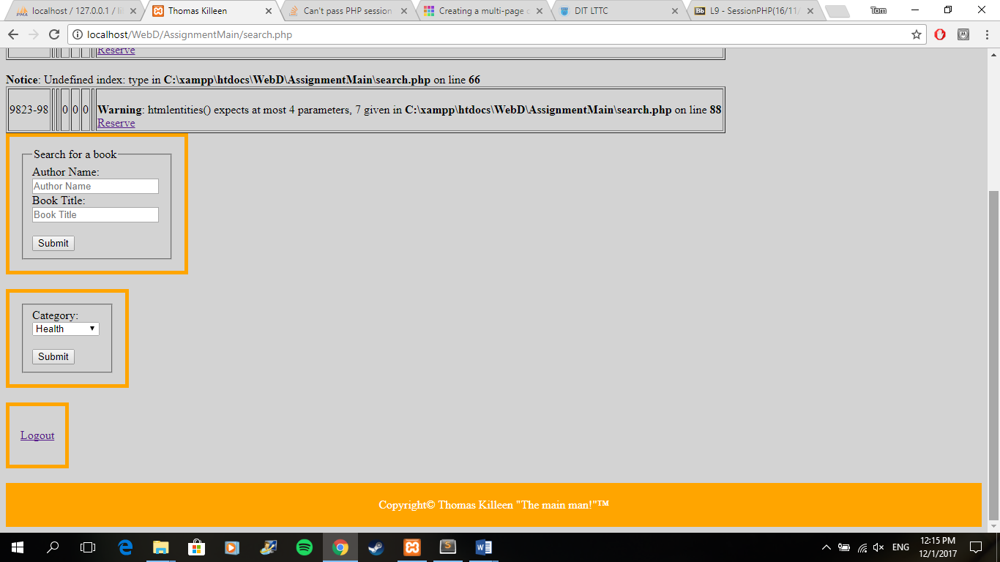 localhost / 127.0.0.1 / li
Thomas Killeen
Can't pass PHP session
Creating a multi-page
DIT LTTC
Bb L9 - SessionPHP(16/11/
Tom
localhost/WebD/AssignmentMain/search.php
Reserve
Notice: Undefined index: type in C:\xampp\htdocs\WebD\AssignmentMain\search.php on line 66
9823-98 0 0 0 Warning: htmlentities() expects at most 4 parameters, 7 given in C:\xampp\htdocs\WebD\AssignmentMain\search.php on line 88
Reserve
Search for a book
Author Name:
Author Name
Book Title:
Book Title
Submit
Category:
Health
Submit
Logout
Copyright© Thomas Killeen "The main man!"™
ENG
12:15 PM
12/1/2017